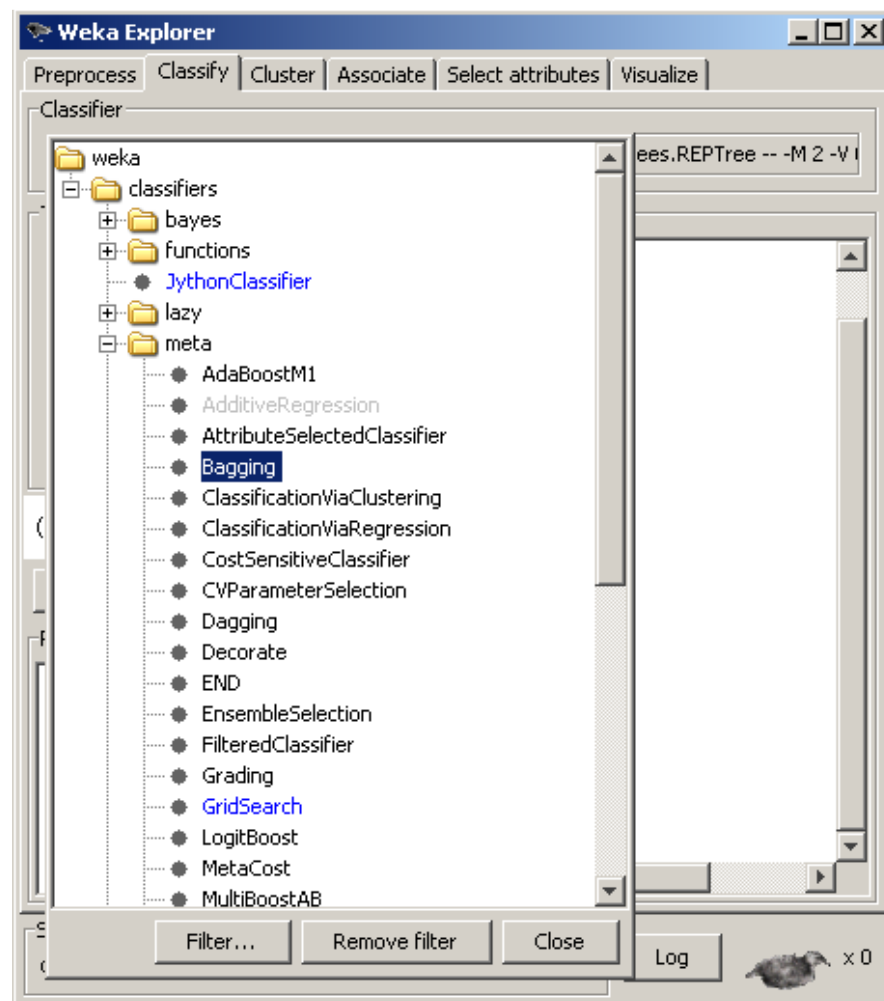 Weka Explorer
Preprocess Classify Cluster Associate Select attributes Visualize
Classifier
weka
ees.REPTree -- -M 2 -V
classifiers
bayes
functions
JythonClassifier
lazy
meta
AdaBoostM1
AdditiveRegression
AttributeSelectedClassifier
Bagging
ClassificationViaClustering
ClassificationViaRegression
CostSensitiveClassifier
CVParameterSelection
Dagging
Decorate
END
EnsembleSelection
FilteredClassifier
Grading
GridSearch
LogitBoost
MetaCost
MultiBoostAB
Filter... Remove filter Close
Log x 0